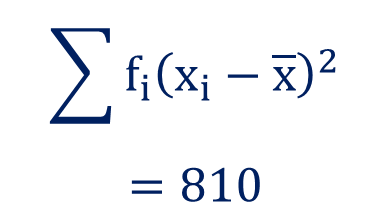 ∑ fᵢ(xᵢ − x̅)²
= 810